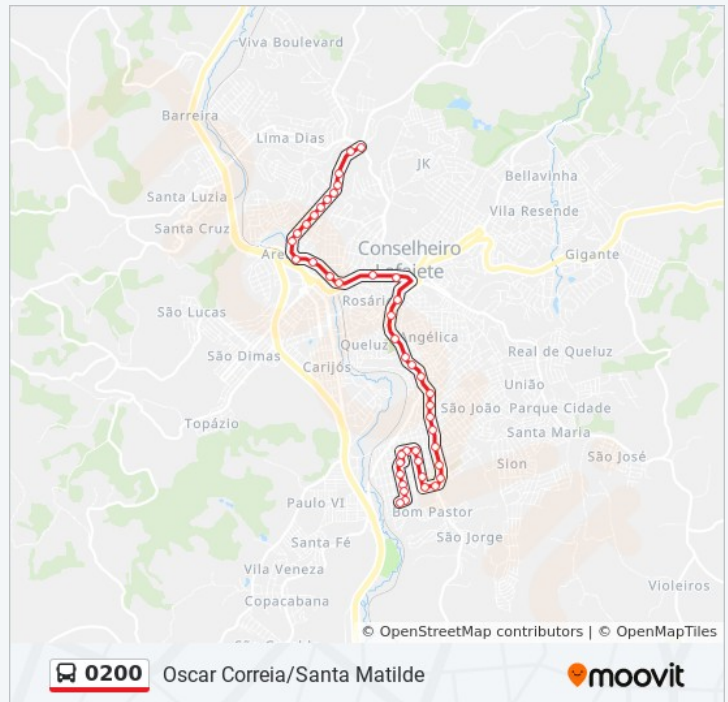 Viva Boulevard
Barreira
Lima Dias
JK
Bellavinha
Santa Luzia
Vila Resende
Santa Cruz
Conselheiro
Gigante
Rosário
São Lucas
Angélica
Queluz
Real de Queluz
São Dimas
Carijós
União
São João
Parque Cidade
Topázio
Santa Maria
São José
Sion
Paulo VI
Bom Pastor
São Jorge
Santa Fé
Vila Veneza
Violeiros
Copacabana
© OpenStreetMap contributors | © OpenMapTiles
0200 Oscar Correia/Santa Matilde
moovit